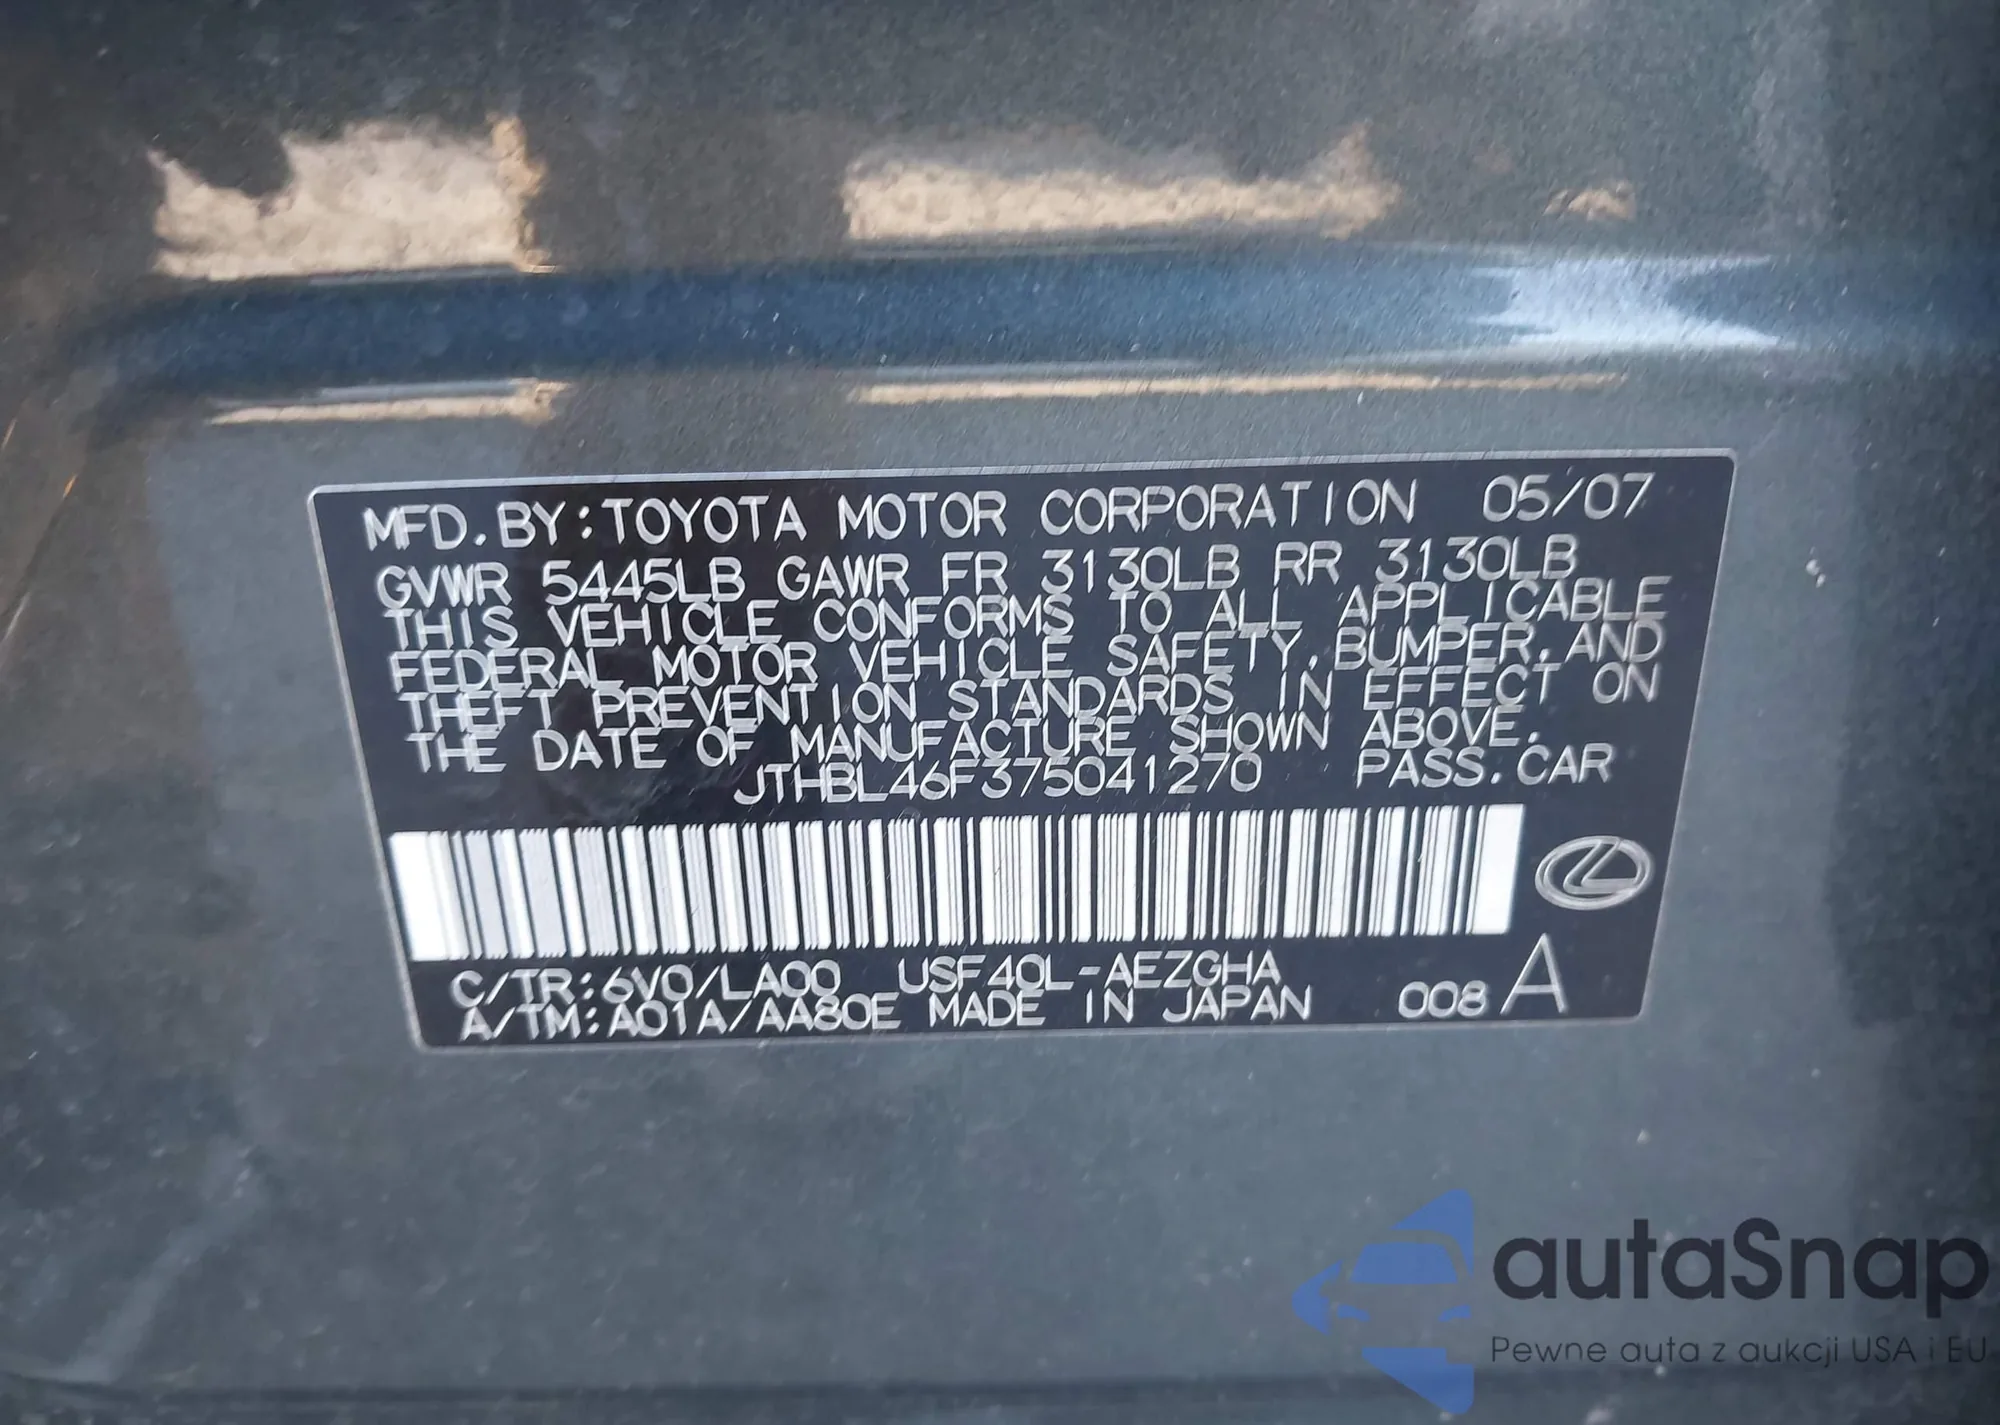 MFD. BY: TOYOTA MOTOR CORPORATION 05/07
GVWR 5445LB GAWR FR 3130LB RR 3130LB
THIS VEHICLE CONFORMS TO ALL APPLICABLE
FEDERAL MOTOR VEHICLE SAFETY, BUMPER, AND
THEFT PREVENTION STANDARDS IN EFFECT ON
THE DATE OF MANUFACTURE SHOWN ABOVE.
JTHBL46F375041270 PASS. CAR
C/TR: 6V0/LA00 USF40L-AEZGHA
A/TM: A01A/AA80E MADE IN JAPAN 008 A
autaSnap
Pewne auta z aukcji USA i EU